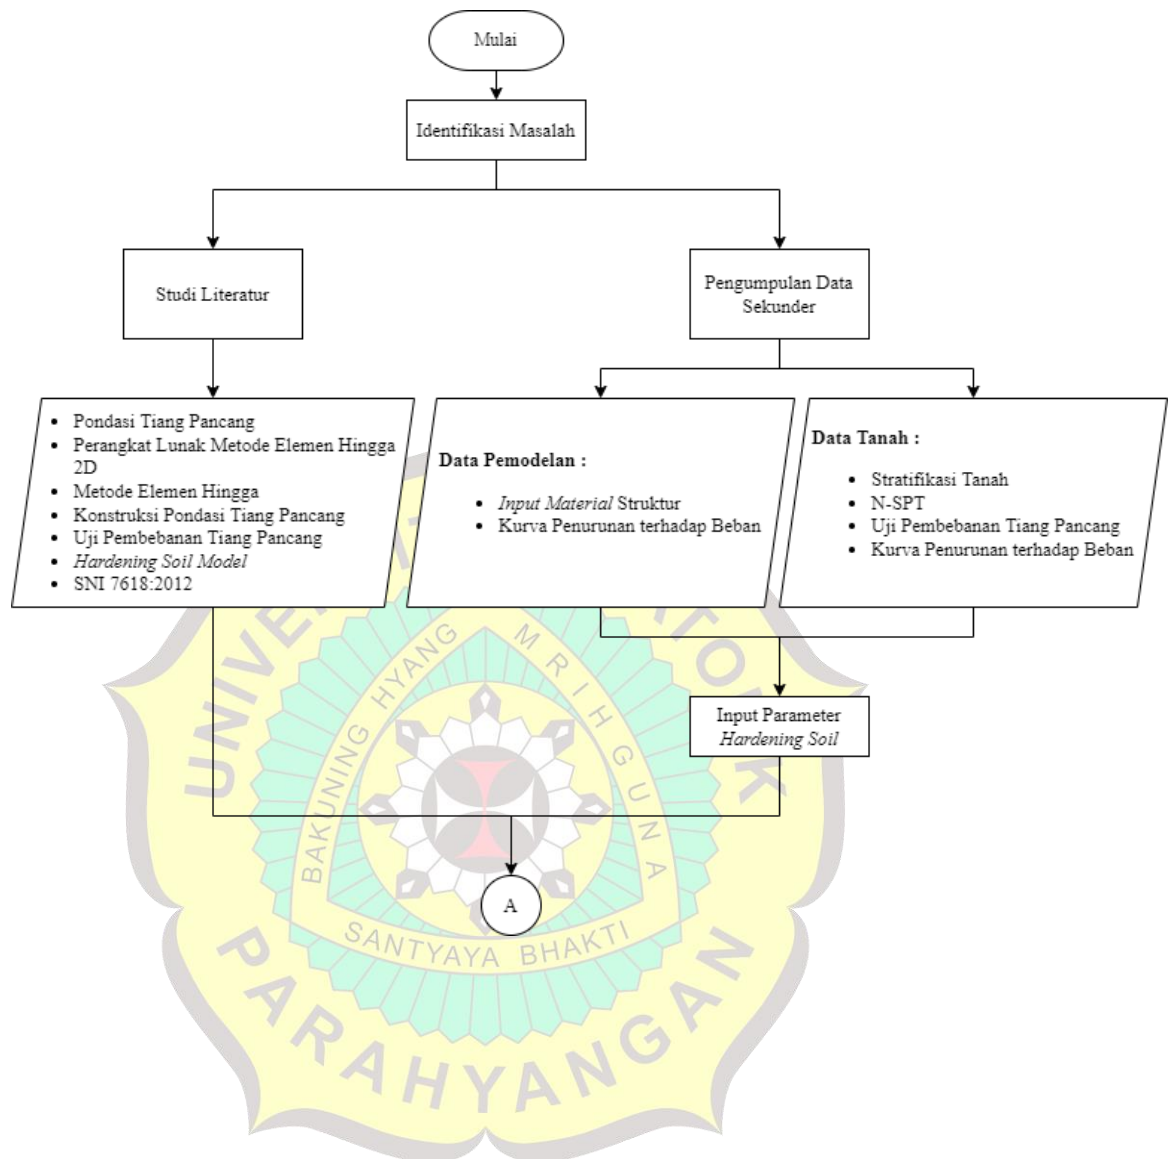 Mulai
Identifikasi Masalah
Studi Literatur
Pengumpulan Data
Sekunder
• Pondasi Tiang Pancang
• Perangkat Lunak Metode Elemen Hingga
2D
• Metode Elemen Hingga
• Konstruksi Pondasi Tiang Pancang
• Uji Pembebanan Tiang Pancang
• Hardening Soil Model
• SNI 7618:2012
Data Pemodelan :
• Input Material Struktur
• Kurva Penurunan terhadap Beban
Data Tanah :
• Stratifikasi Tanah
• N-SPT
• Uji Pembebanan Tiang Pancang
• Kurva Penurunan terhadap Beban
Input Parameter
Hardening Soil
A
BAKUNING HYANG
MRIHGUNA
SANTYAYA BHAKTI
PARAHYANGAN